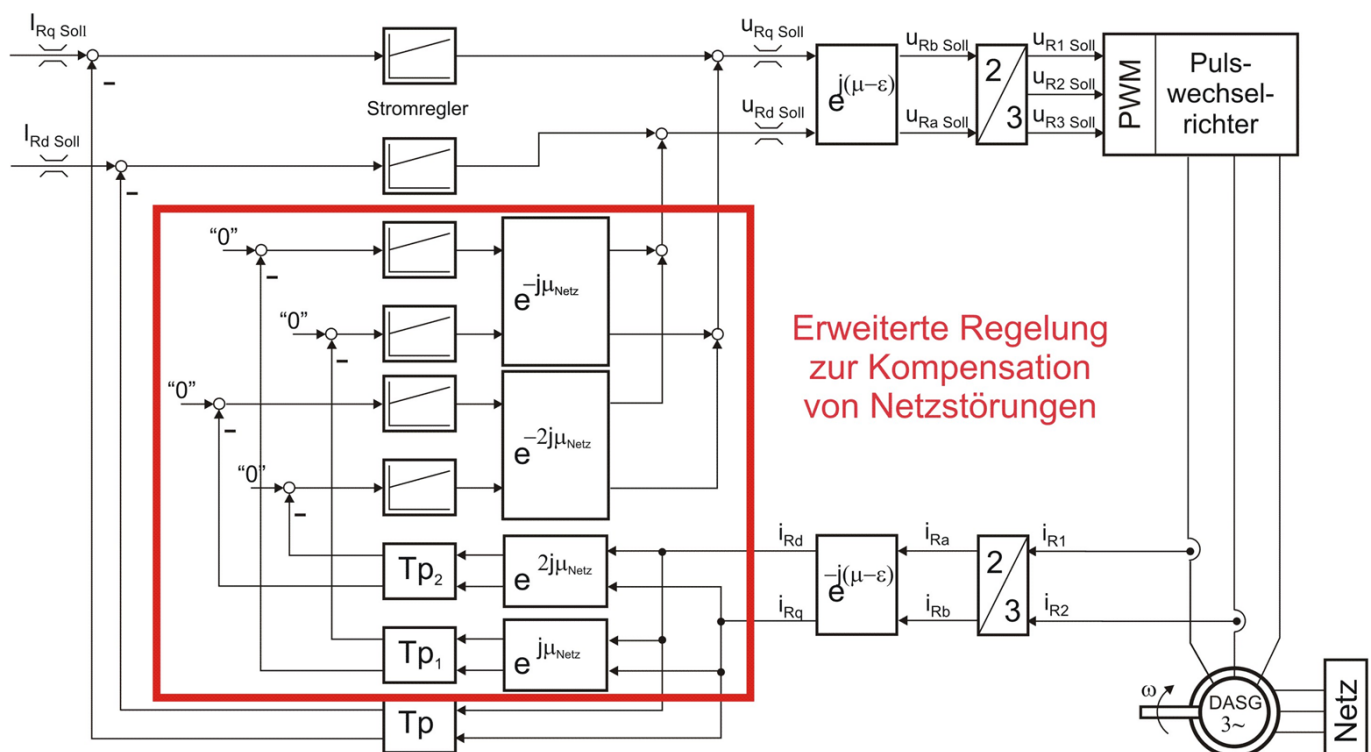 I_Rq Soll
u_Rq Soll
u_Rb Soll
u_R1 Soll
–
e^j(μ–ε)
2
3
u_R2 Soll
PWM
Puls-
wechsel-
richter
Stromregler
I_Rd Soll
u_Rd Soll
u_Ra Soll
u_R3 Soll
–
“0”
–
e^–jμ_Netz
“0”
–
Erweiterte Regelung
zur Kompensation
von Netzstörungen
“0”
–
e^–2jμ_Netz
“0”
–
Tp_2
e^2jμ_Netz
i_Rd
e^–j(μ–ε)
i_Ra
2
3
i_R1
i_Rq
i_Rb
i_R2
Tp_1
e^jμ_Netz
Tp
ω
DASG
3~
Netz